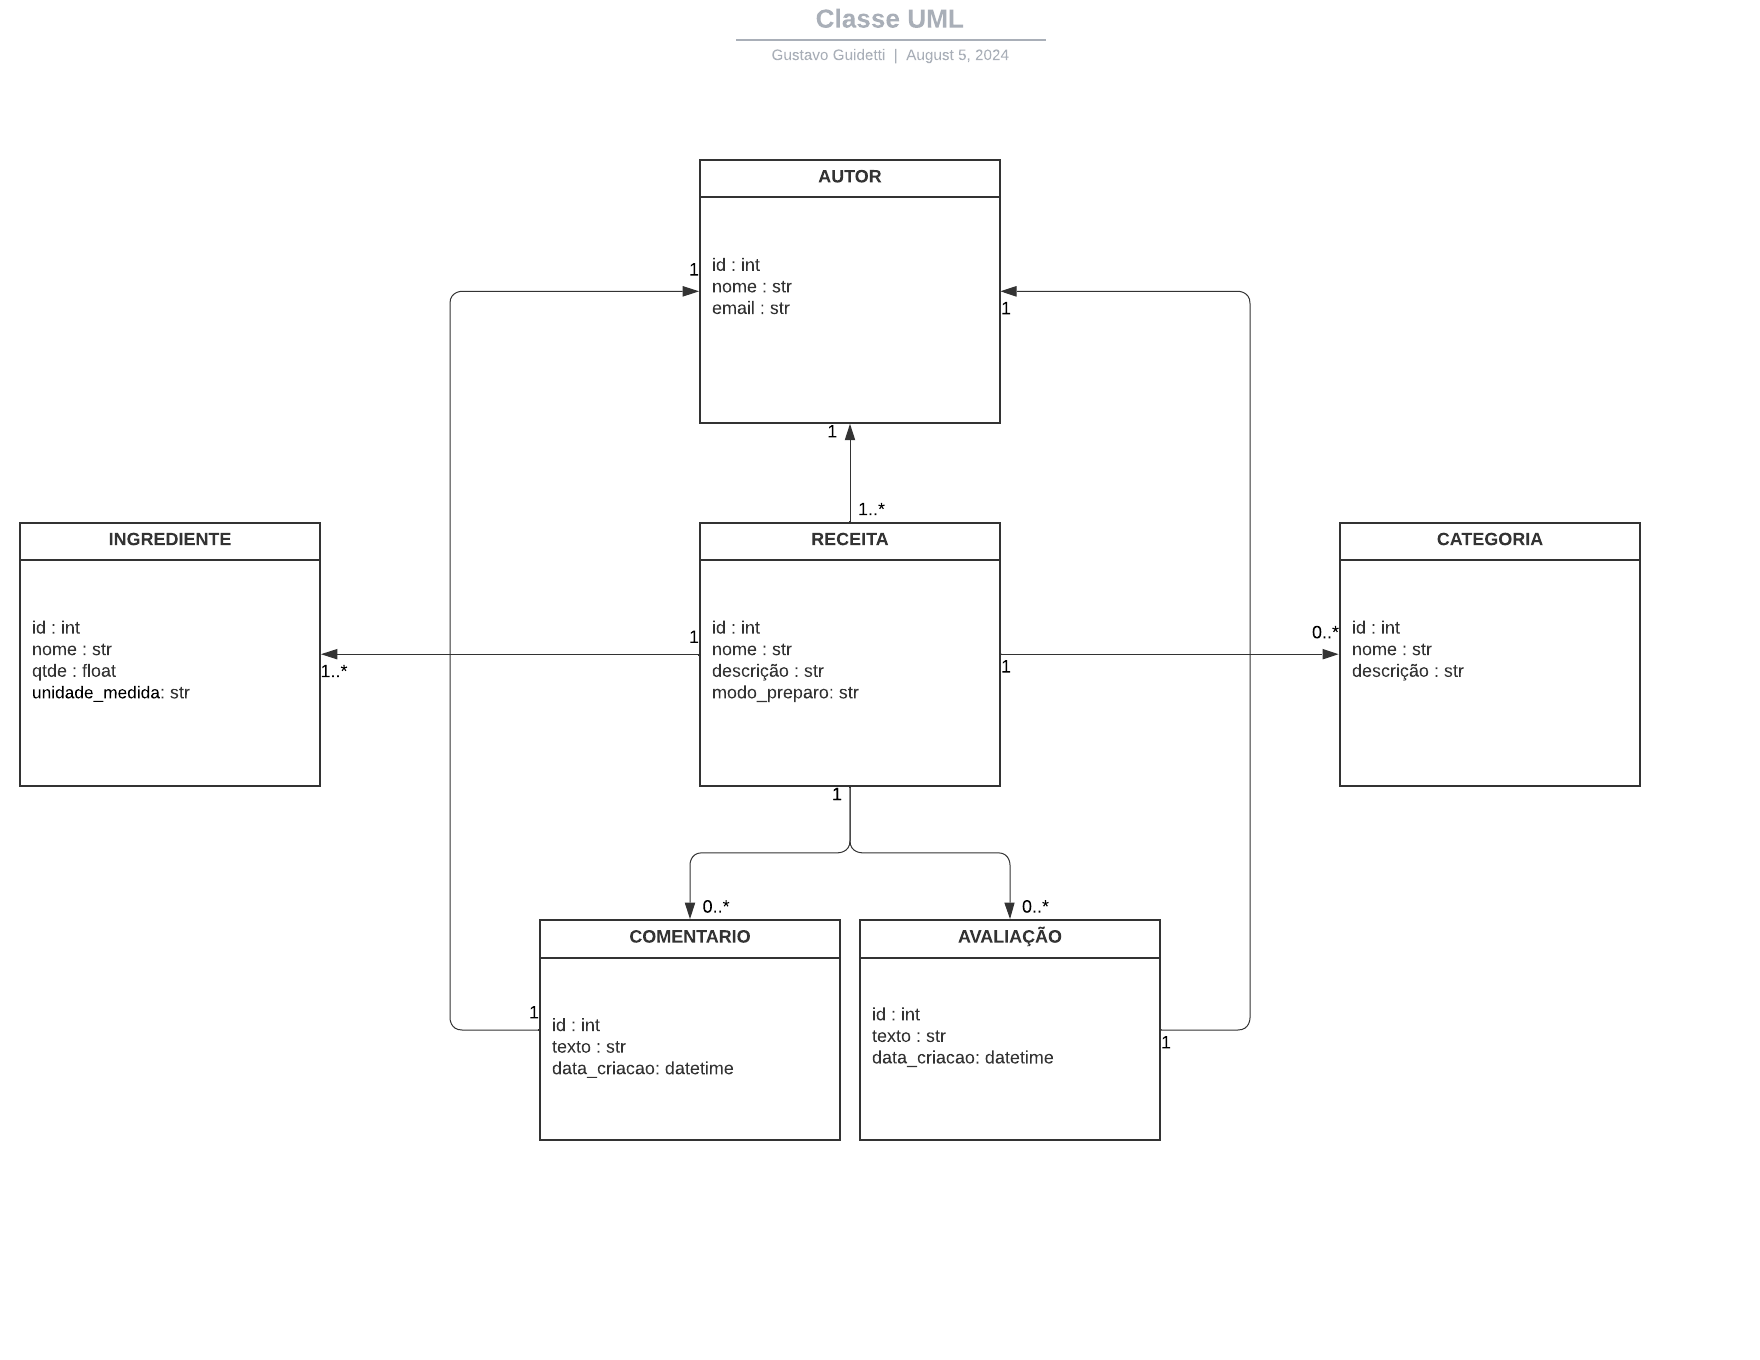 Classe UML
Gustavo Guidetti | August 5, 2024
AUTOR
1
id : int
nome : str
email : str
1
1
1..*
INGREDIENTE
id : int
nome : str
qtde : float
unidade_medida: str
1..*
RECEITA
1
id : int
nome : str
descrição : str
modo_preparo: str
1
1
CATEGORIA
0..*
id : int
nome : str
descrição : str
0..*
0..*
COMENTARIO
1
id : int
texto : str
data_criacao: datetime
AVALIAÇÃO
id : int
texto : str
data_criacao: datetime
1